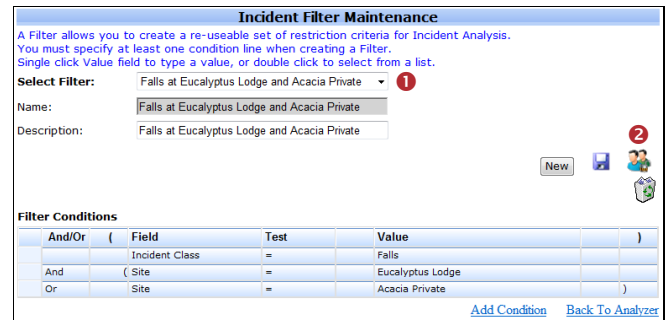 Incident Filter Maintenance
A Filter allows you to create a re-useable set of restriction criteria for Incident Analysis.
You must specify at least one condition line when creating a Filter.
Single click Value field to type a value, or double click to select from a list.
Select Filter: Falls at Eucalyptus Lodge and Acacia Private 1
Name: Falls at Eucalyptus Lodge and Acacia Private
Description: Falls at Eucalyptus Lodge and Acacia Private
2
New
Filter Conditions
And/Or ( Field Test Value )
Incident Class = Falls
And ( Site = Eucalyptus Lodge
Or Site = Acacia Private )
Add Condition Back To Analyzer